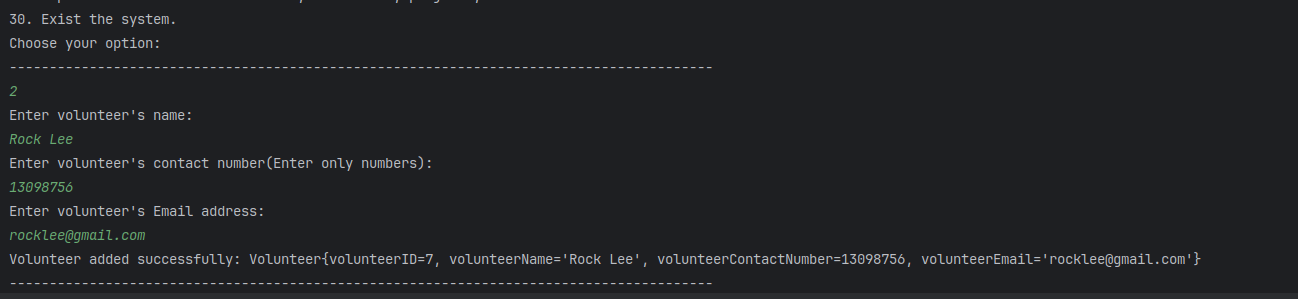 30. Exist the system.
Choose your option:
----------------------------------------------------------------------------------------
2
Enter volunteer's name:
Rock Lee
Enter volunteer's contact number(Enter only numbers):
13098756
Enter volunteer's Email address:
rocklee@gmail.com
Volunteer added successfully: Volunteer{volunteerID=7, volunteerName='Rock Lee', volunteerContactNumber=13098756, volunteerEmail='rocklee@gmail.com'}
----------------------------------------------------------------------------------------